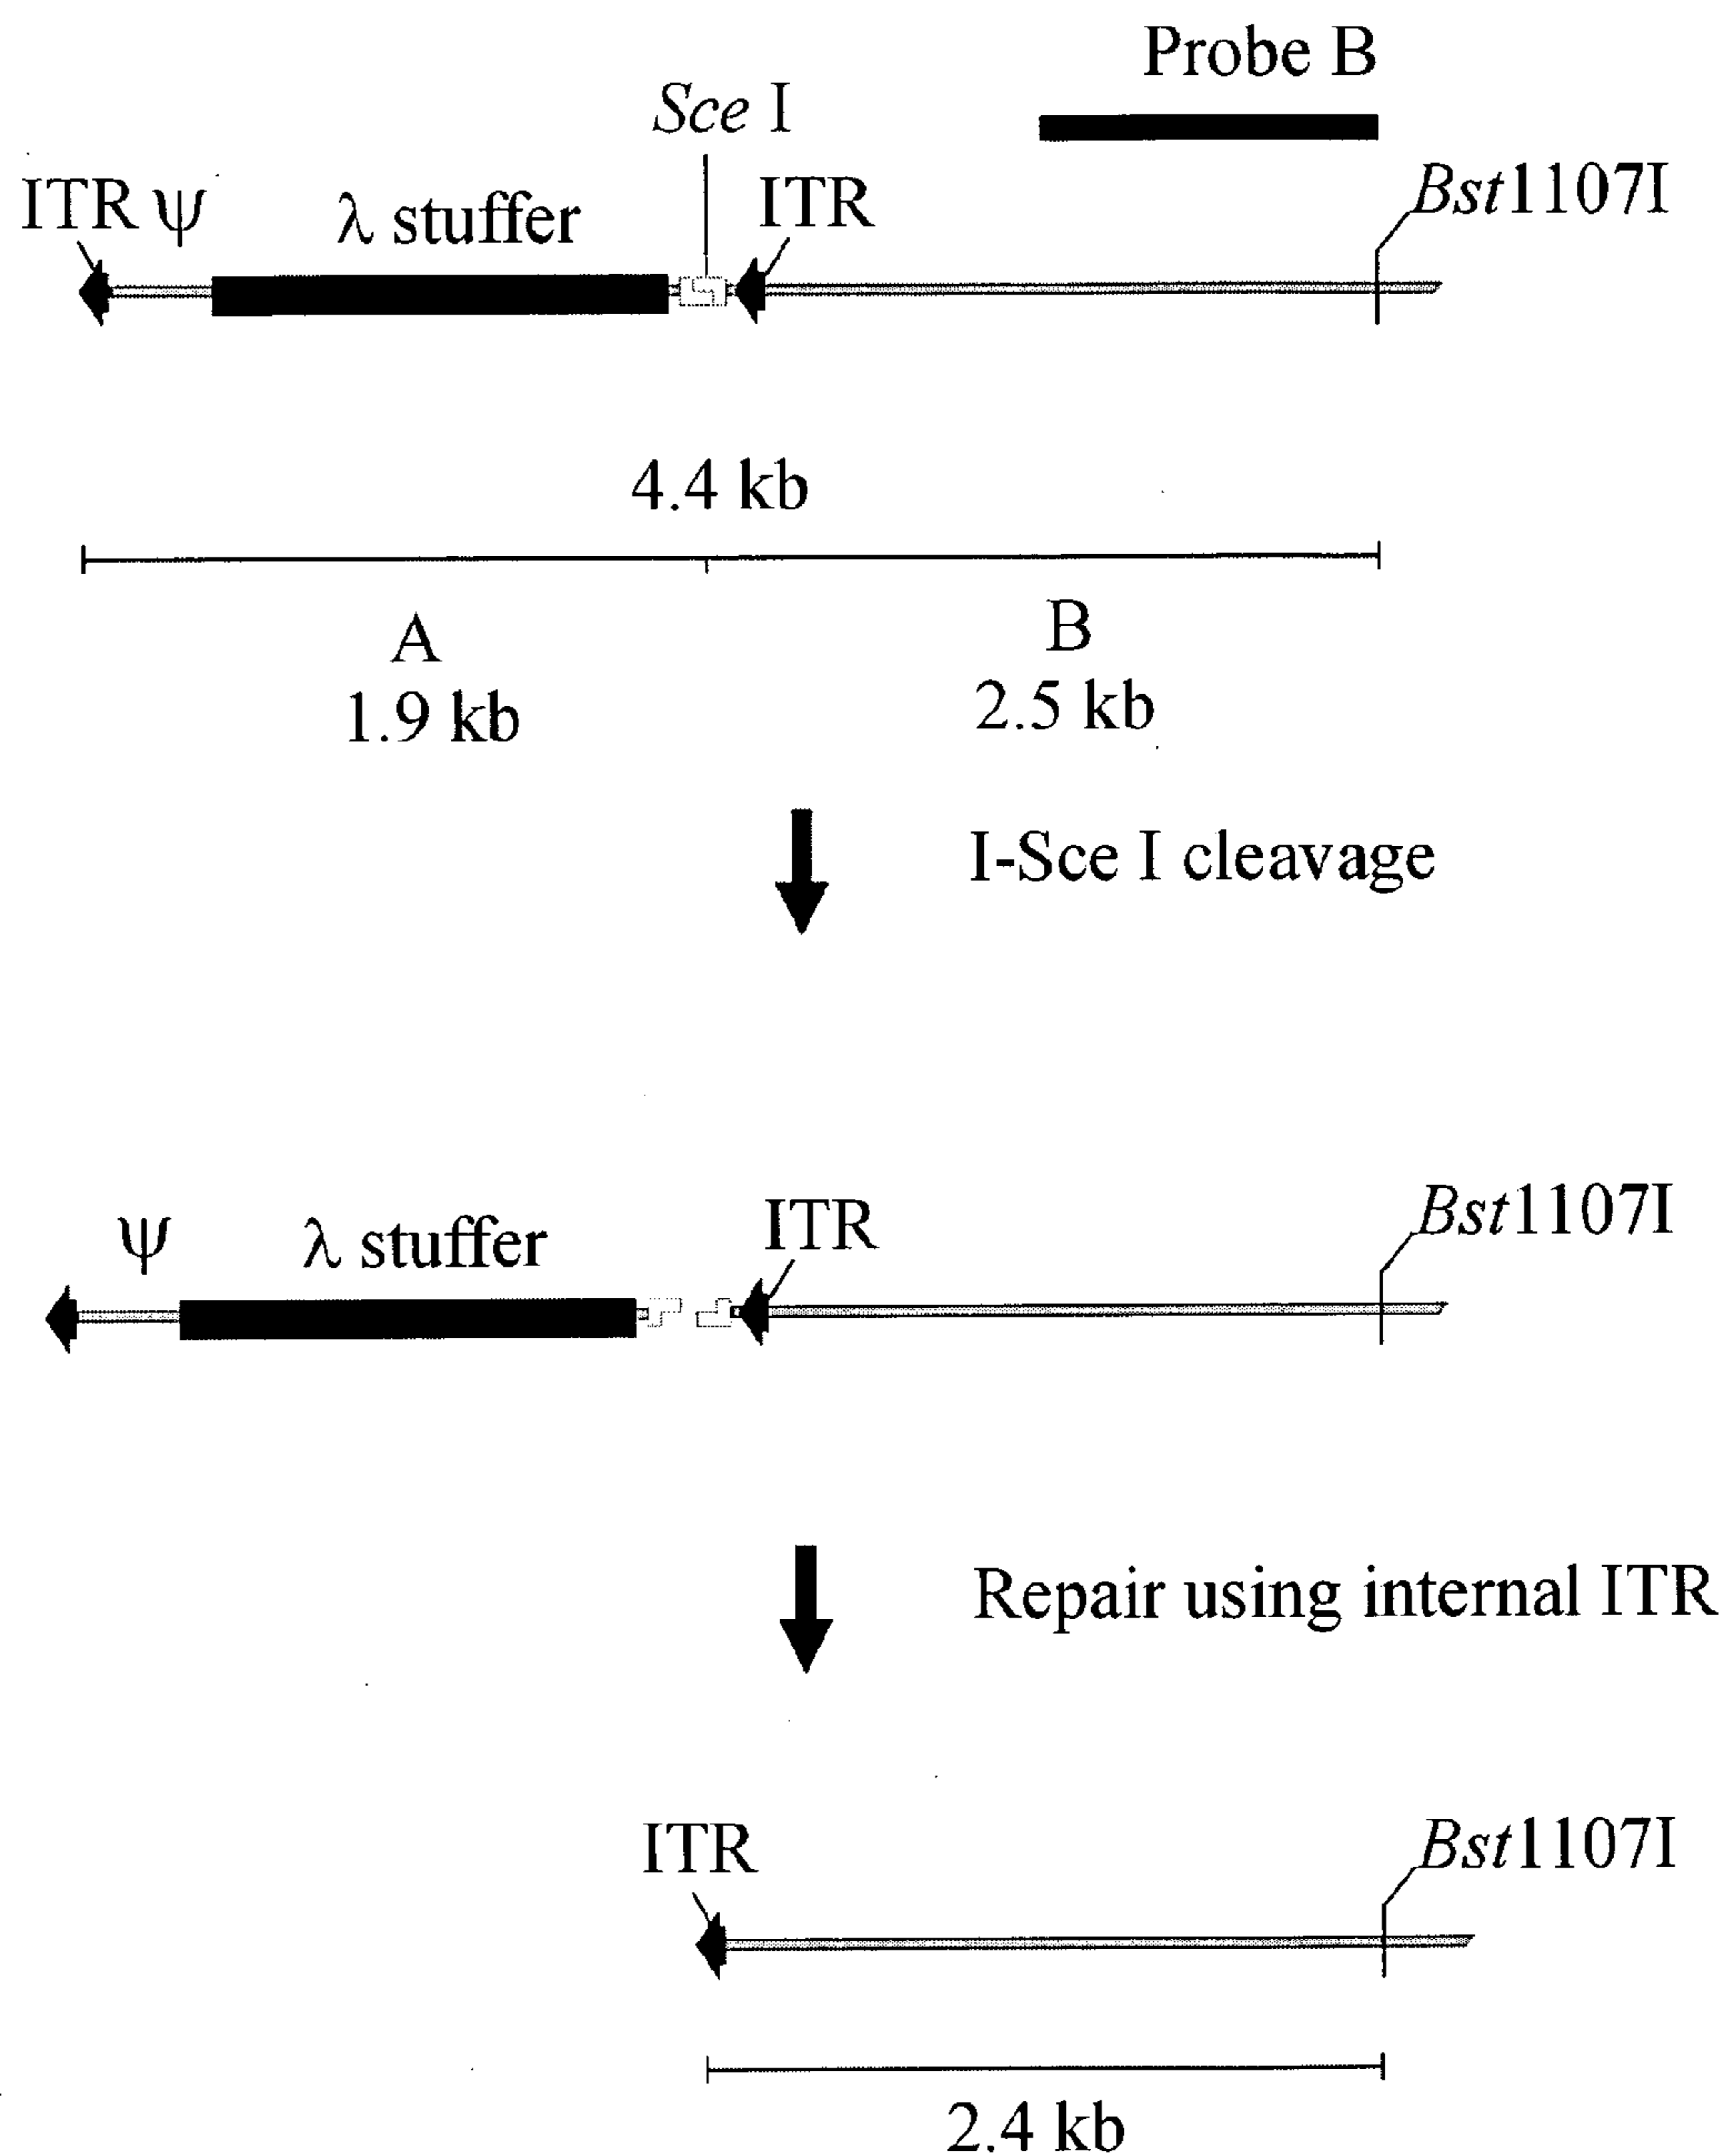 Probe B
Sce I
ITR ψ λ stuffer ITR Bst1107I
4.4 kb
A B
1.9 kb 2.5 kb
I-Sce I cleavage
ψ λ stuffer ITR Bst1107I
Repair using internal ITR
ITR Bst1107I
2.4 kb